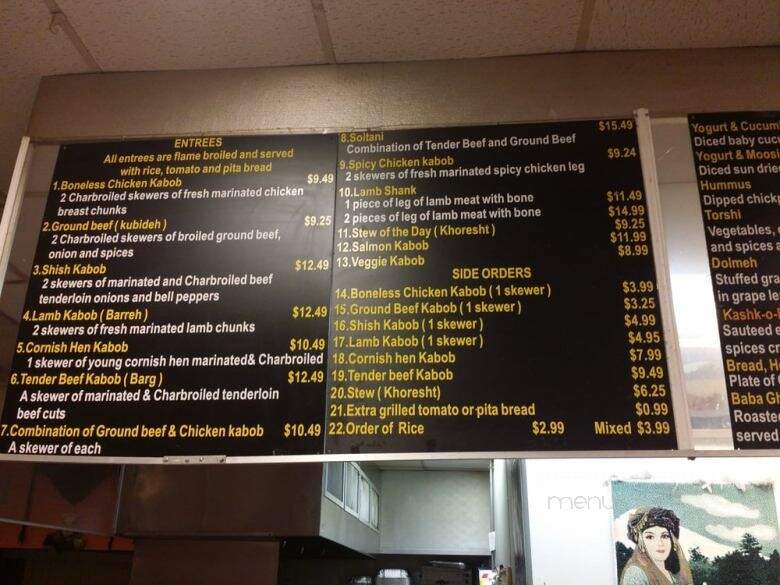 ENTREES
All entrees are flame broiled and served
with rice, tomato and pita bread
1.Boneless Chicken Kabob $9.49
2 Charbroiled skewers of fresh marinated chicken
breast chunks
2.Ground beef ( kubideh ) $9.25
2 Charbroiled skewers of broiled ground beef,
onion and spices
3.Shish Kabob $12.49
2 skewers of marinated and Charbroiled beef
tenderloin onions and bell peppers
4.Lamb Kabob ( Barreh ) $12.49
2 skewers of fresh marinated lamb chunks
5.Cornish Hen Kabob $10.49
1 skewer of young cornish hen marinated& Charbroiled
6.Tender Beef Kabob ( Barg ) $12.49
A skewer of marinated & Charbroiled tenderloin
beef cuts
7.Combination of Ground beef & Chicken kabob $10.49
A skewer of each
8.Soltani $15.49
Combination of Tender Beef and Ground Beef
9.Spicy Chicken kabob $9.24
2 skewers of fresh marinated spicy chicken leg
10.Lamb Shank
1 piece of leg of lamb meat with bone $11.49
2 pieces of leg of lamb meat with bone $14.99
11.Stew of the Day ( Khoresht ) $9.25
12.Salmon Kabob $11.99
13.Veggie Kabob $8.99
SIDE ORDERS
14.Boneless Chicken Kabob ( 1 skewer ) $3.99
15.Ground Beef Kabob ( 1 skewer ) $3.25
16.Shish Kabob ( 1 skewer ) $4.99
17.Lamb Kabob ( 1 skewer ) $4.95
18.Cornish hen Kabob $7.99
19.Tender beef Kabob $9.49
20.Stew ( Khoresht) $6.25
21.Extra grilled tomato or pita bread $0.99
22.Order of Rice $2.99 Mixed $3.99
Yogurt & Cucum
Diced baby cuc
Yogurt & Moos
Diced sun drie
Hummus
Dipped chick
Torshi
Vegetables,
and spices
Dolmeh
Stuffed gra
in grape le
Kashk-o-
Sauteed
spices cr
Bread, H
Plate of
Baba Gh
Roaste
served
menu